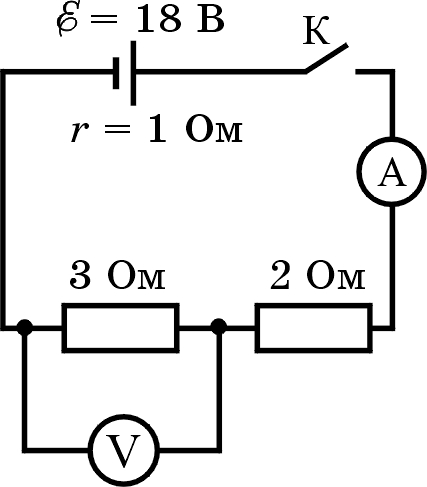 ℰ = 18 В
К
r = 1 Ом
А
3 Ом
2 Ом
V